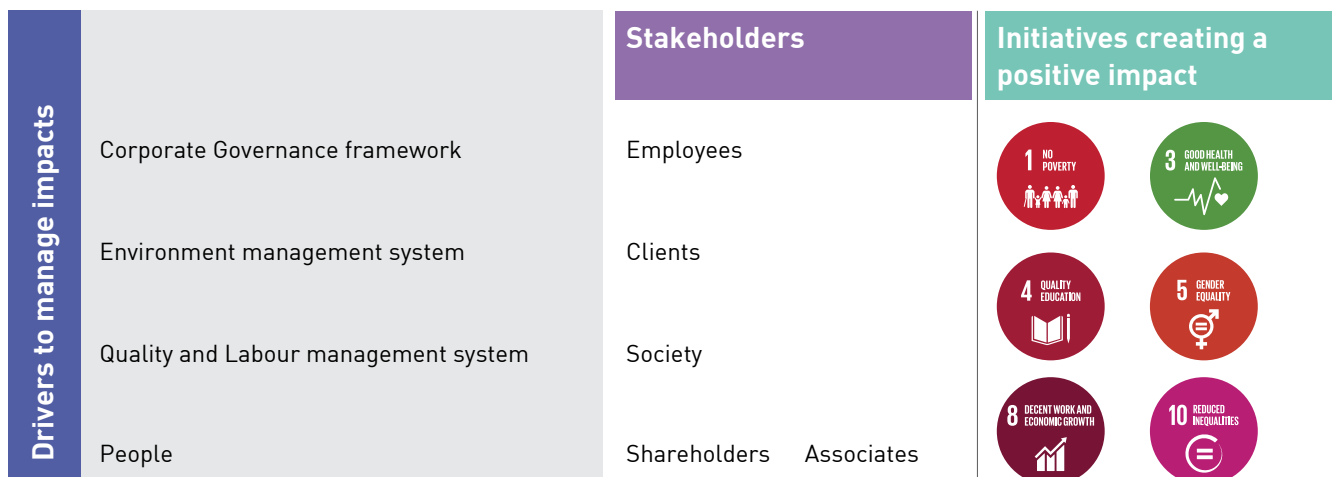 Drivers to manage impacts
Corporate Governance framework
Environment management system
Quality and Labour management system
People
Stakeholders
Employees
Clients
Society
Shareholders Associates
Initiatives creating a
positive impact
1 NO
POVERTY
3 GOOD HEALTH
AND WELL-BEING
4 QUALITY
EDUCATION
5 GENDER
EQUALITY
8 DECENT WORK AND
ECONOMIC GROWTH
10 REDUCED
INEQUALITIES